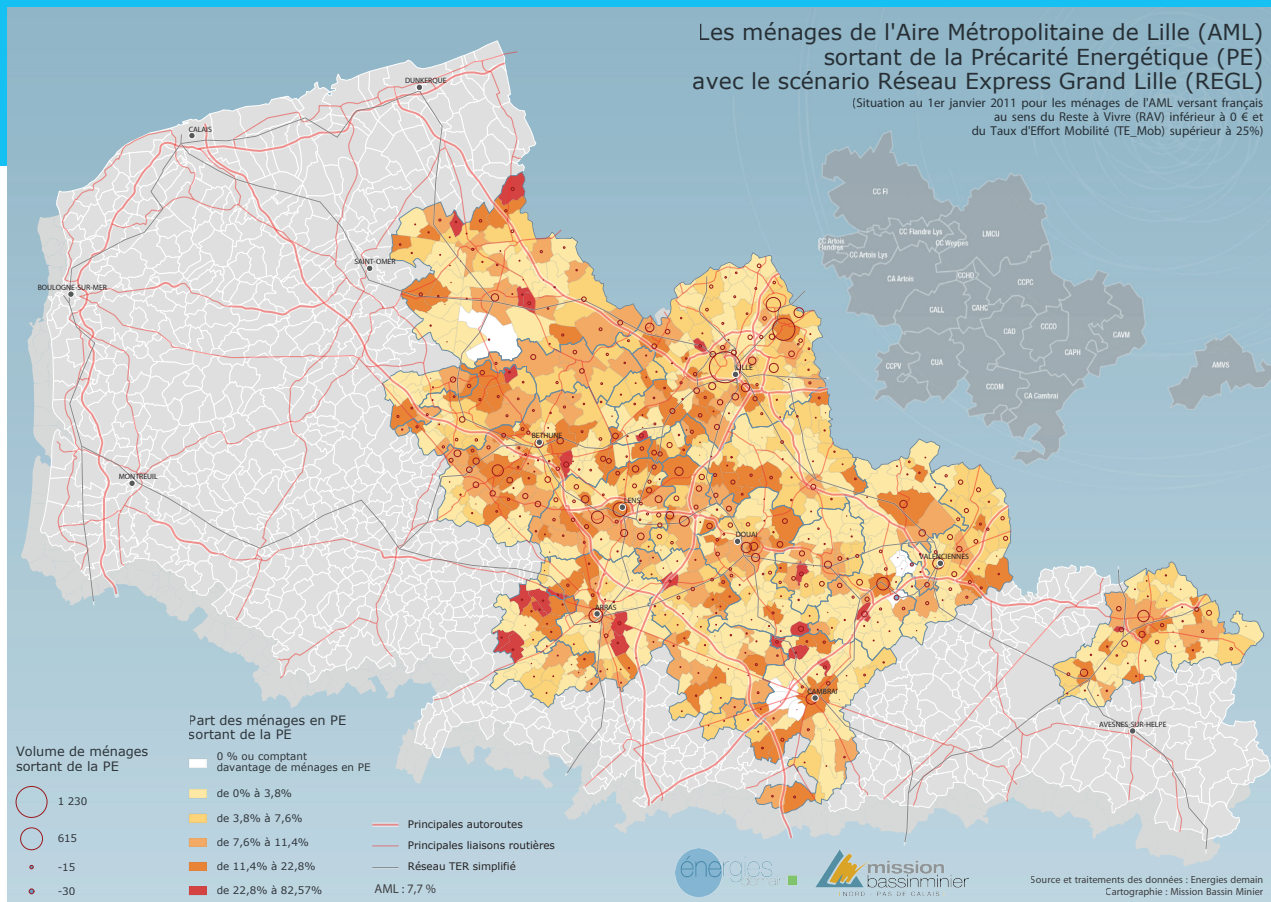 Les ménages de l'Aire Métropolitaine de Lille (AML)
sortant de la Précarité Energétique (PE)
avec le scénario Réseau Express Grand Lille (REGL)
(Situation au 1er janvier 2011 pour les ménages de l'AML versant français
au sens du Reste à Vivre (RAV) inférieur à 0 € et
du Taux d'Effort Mobilité (TE_Mob) supérieur à 25%)
DUNKERQUE
CALAIS
SAINT-OMER
BOULOGNE-SUR-MER
LILLE
BETHUNE
MONTREUIL
LENS
DOUAI
VALENCIENNES
ARRAS
CAMBRAI
AVESNES-SUR-HELPE
CC Fl
CC Flandre Lys
LMCU
CC Artois
Flandres
CC Weppes
CC Artois Lys
CA Artois
CCHD
CCPC
CALL
CAHC
CAD
CCCO
CAVM
CAPH
CCPV
CUA
AMVS
CCOM
CA Cambrai
Volume de ménages
sortant de la PE
1 230
615
-15
-30
Part des ménages en PE
sortant de la PE
0 % ou comptant
davantage de ménages en PE
de 0% à 3,8%
de 3,8% à 7,6%
de 7,6% à 11,4%
de 11,4% à 22,8%
de 22,8% à 82,57%
Principales autoroutes
Principales liaisons routières
Réseau TER simplifié
AML : 7,7 %
énergies
demain
mission
bassinminier
NORD - PAS DE CALAIS
Source et traitements des données : Energies demain
Cartographie : Mission Bassin Minier